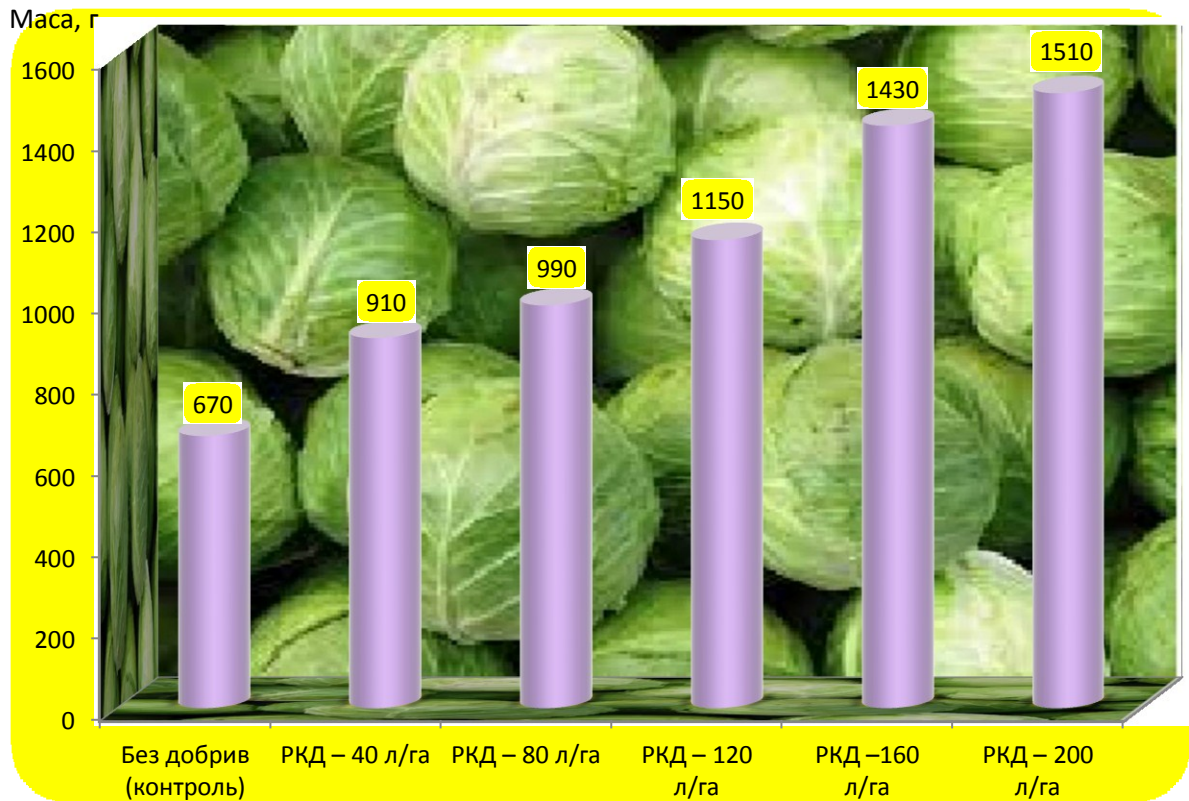 Маса, г
1600
1400
1200
1000
800
600
400
200
0
670
910
990
1150
1430
1510
Без добрив
(контроль)
РКД – 40 л/га
РКД – 80 л/га
РКД – 120
л/га
РКД –160
л/га
РКД – 200
л/га